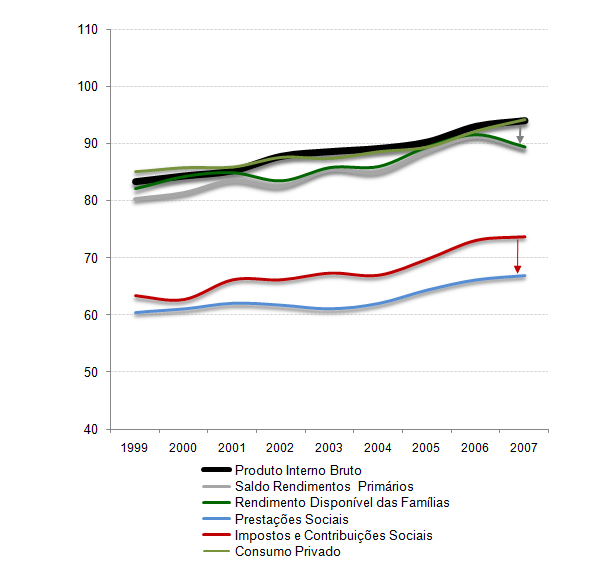 110
100
90
80
70
60
50
40
1999 2000 2001 2002 2003 2004 2005 2006 2007
Produto Interno Bruto
Saldo Rendimentos Primários
Rendimento Disponível das Famílias
Prestações Sociais
Impostos e Contribuições Sociais
Consumo Privado